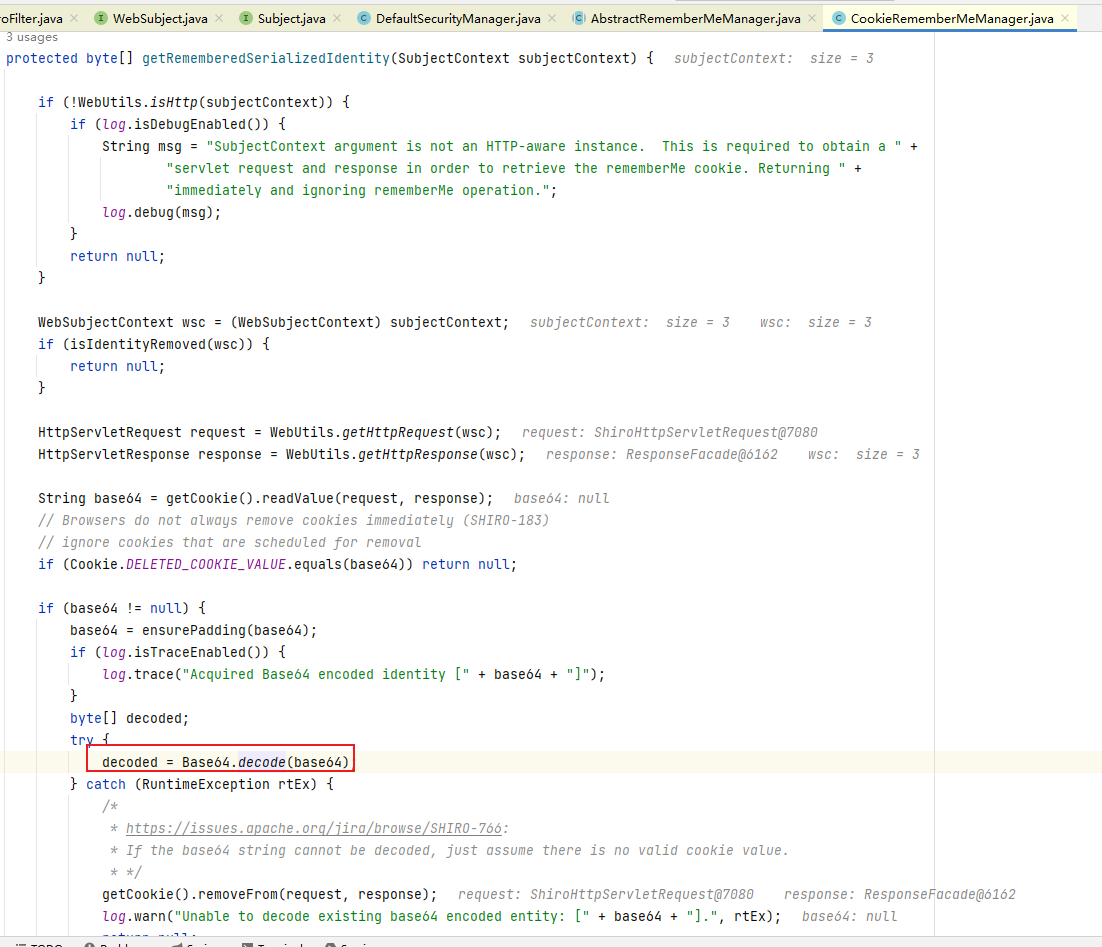 oFilter.java × WebSubject.java × Subject.java × DefaultSecurityManager.java × AbstractRememberMeManager.java × CookieRememberMeManager.java ×
3 usages
protected byte[] getRememberedSerializedIdentity(SubjectContext subjectContext) { subjectContext: size = 3
if (!WebUtils.isHttp(subjectContext)) {
if (log.isDebugEnabled()) {
String msg = "SubjectContext argument is not an HTTP-aware instance.  This is required to obtain a " +
"servlet request and response in order to retrieve the rememberMe cookie. Returning " +
"immediately and ignoring rememberMe operation.";
log.debug(msg);
}
return null;
}
WebSubjectContext wsc = (WebSubjectContext) subjectContext; subjectContext: size = 3 wsc: size = 3
if (isIdentityRemoved(wsc)) {
return null;
}
HttpServletRequest request = WebUtils.getHttpRequest(wsc); request: ShiroHttpServletRequest@7080
HttpServletResponse response = WebUtils.getHttpResponse(wsc); response: ResponseFacade@6162 wsc: size = 3
String base64 = getCookie().readValue(request, response); base64: null
// Browsers do not always remove cookies immediately (SHIRO-183)
// ignore cookies that are scheduled for removal
if (Cookie.DELETED_COOKIE_VALUE.equals(base64)) return null;
if (base64 != null) {
base64 = ensurePadding(base64);
if (log.isTraceEnabled()) {
log.trace("Acquired Base64 encoded identity [" + base64 + "]");
}
byte[] decoded;
try {
decoded = Base64.decode(base64)
} catch (RuntimeException rtEx) {
/*
* https://issues.apache.org/jira/browse/SHIRO-766:
* If the base64 string cannot be decoded, just assume there is no valid cookie value.
* */
getCookie().removeFrom(request, response); request: ShiroHttpServletRequest@7080 response: ResponseFacade@6162
log.warn("Unable to decode existing base64 encoded entity: [" + base64 + "].", rtEx); base64: null
return null;